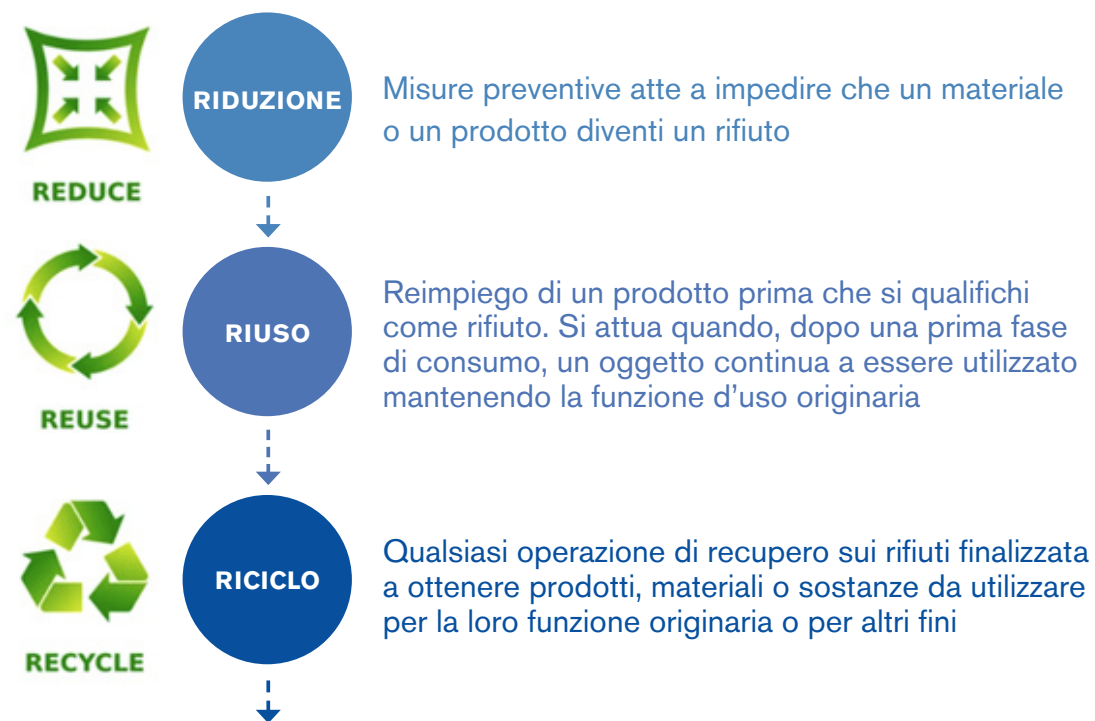 REDUCE
RIDUZIONE
Misure preventive atte a impedire che un materiale
o un prodotto diventi un rifiuto
REUSE
RIUSO
Reimpiego di un prodotto prima che si qualifichi
come rifiuto. Si attua quando, dopo una prima fase
di consumo, un oggetto continua a essere utilizzato
mantenendo la funzione d’uso originaria
RECYCLE
RICICLO
Qualsiasi operazione di recupero sui rifiuti finalizzata
a ottenere prodotti, materiali o sostanze da utilizzare
per la loro funzione originaria o per altri fini